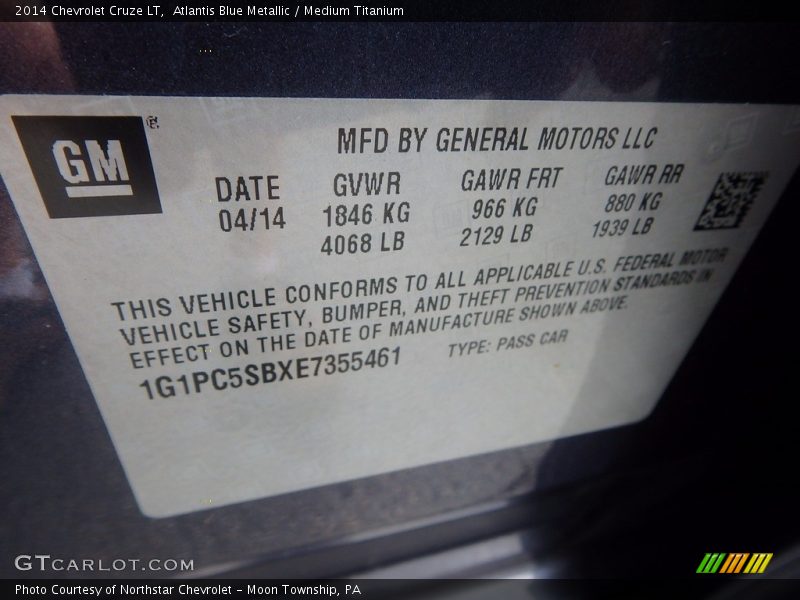 2014 Chevrolet Cruze LT, Atlantis Blue Metallic / Medium Titanium
GM
MFD BY GENERAL MOTORS LLC
DATE GVWR GAWR FRT GAWR RR
04/14 1846 KG 966 KG 880 KG
4068 LB 2129 LB 1939 LB
THIS VEHICLE CONFORMS TO ALL APPLICABLE U.S. FEDERAL MOTOR
VEHICLE SAFETY, BUMPER, AND THEFT PREVENTION STANDARDS IN
EFFECT ON THE DATE OF MANUFACTURE SHOWN ABOVE.
1G1PC5SBXE7355461 TYPE: PASS CAR
GTCARLOT.COM
Photo Courtesy of Northstar Chevrolet - Moon Township, PA